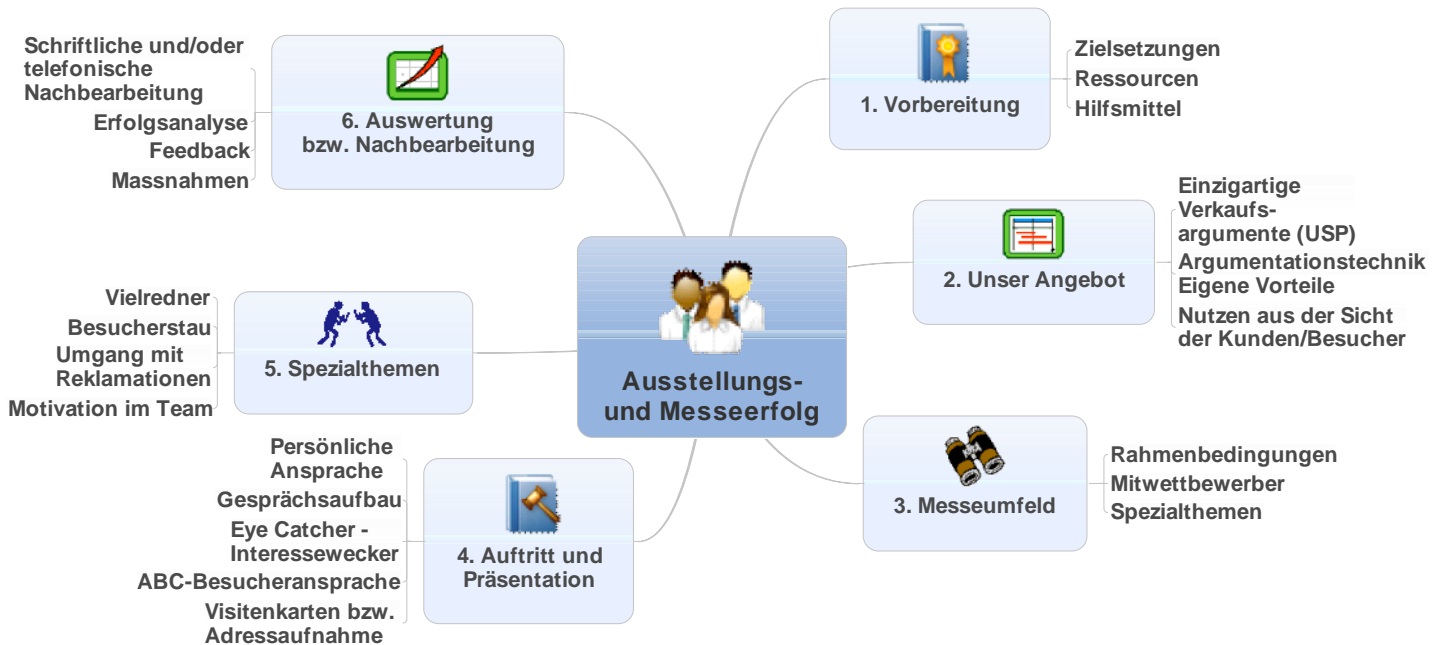 Ausstellungs-
und Messeerfolg
1. Vorbereitung
Zielsetzungen
Ressourcen
Hilfsmittel
2. Unser Angebot
Einzigartige
Verkaufs-
argumente (USP)
Argumentationstechnik
Eigene Vorteile
Nutzen aus der Sicht
der Kunden/Besucher
3. Messeumfeld
Rahmenbedingungen
Mitwettbewerber
Spezialthemen
4. Auftritt und
Präsentation
Persönliche
Ansprache
Gesprächsaufbau
Eye Catcher -
Interessewecker
ABC-Besucheransprache
Visitenkarten bzw.
Adressaufnahme
5. Spezialthemen
Vielredner
Besucherstau
Umgang mit
Reklamationen
Motivation im Team
6. Auswertung
bzw. Nachbearbeitung
Schriftliche und/oder
telefonische
Nachbearbeitung
Erfolgsanalyse
Feedback
Massnahmen